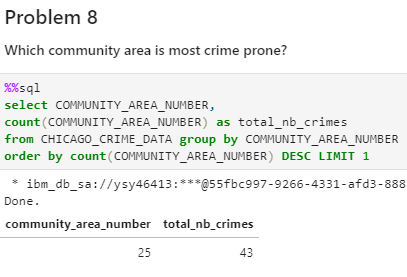 Problem 8
Which community area is most crime prone?
%%sql
select COMMUNITY_AREA_NUMBER,
count(COMMUNITY_AREA_NUMBER) as total_nb_crimes
from CHICAGO_CRIME_DATA group by COMMUNITY_AREA_NUMBER
order by count(COMMUNITY_AREA_NUMBER) DESC LIMIT 1
* ibm_db_sa://ysy46413:***@55fbc997-9266-4331-afd3-888
Done.
community_area_number total_nb_crimes
25 43